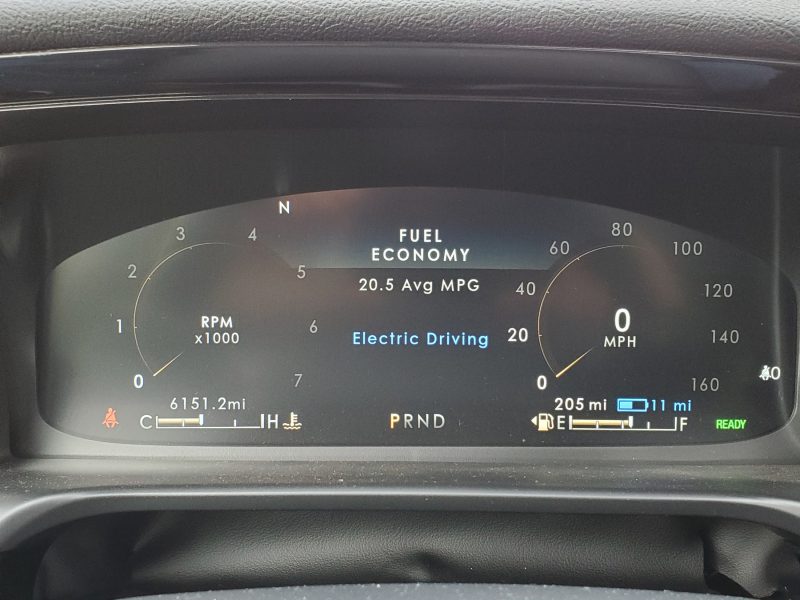 N
FUEL
ECONOMY
20.5 Avg MPG
Electric Driving
0 1 2 3 4 5 6 7
RPM
x1000
0 20 40 60 80 100 120 140 160
0
MPH
6151.2mi
C H
PRND
205 mi 11 mi
E F
READY